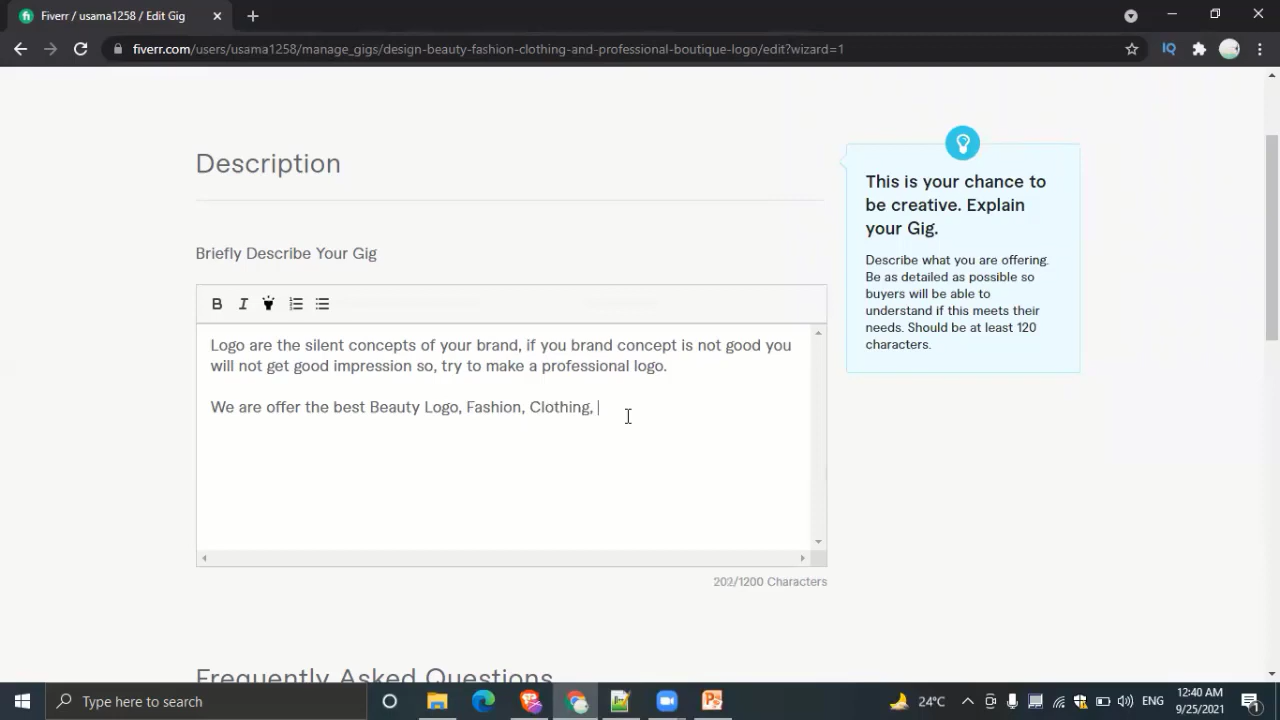 Fiverr / usama1258 / Edit Gig
fiverr.com/users/usama1258/manage_gigs/design-beauty-fashion-clothing-and-professional-boutique-logo/edit?wizard=1
IQ
Description
Briefly Describe Your Gig
B I
Logo are the silent concepts of your brand, if you brand concept is not good you
will not get good impression so, try to make a professional logo.
We are offer the best Beauty Logo, Fashion, Clothing,
202/1200 Characters
This is your chance to
be creative. Explain
your Gig.
Describe what you are offering.
Be as detailed as possible so
buyers will be able to
understand if this meets their
needs. Should be at least 120
characters.
Frequently Asked Questions
Type here to search
24°C
ENG
12:40 AM
9/25/2021
1